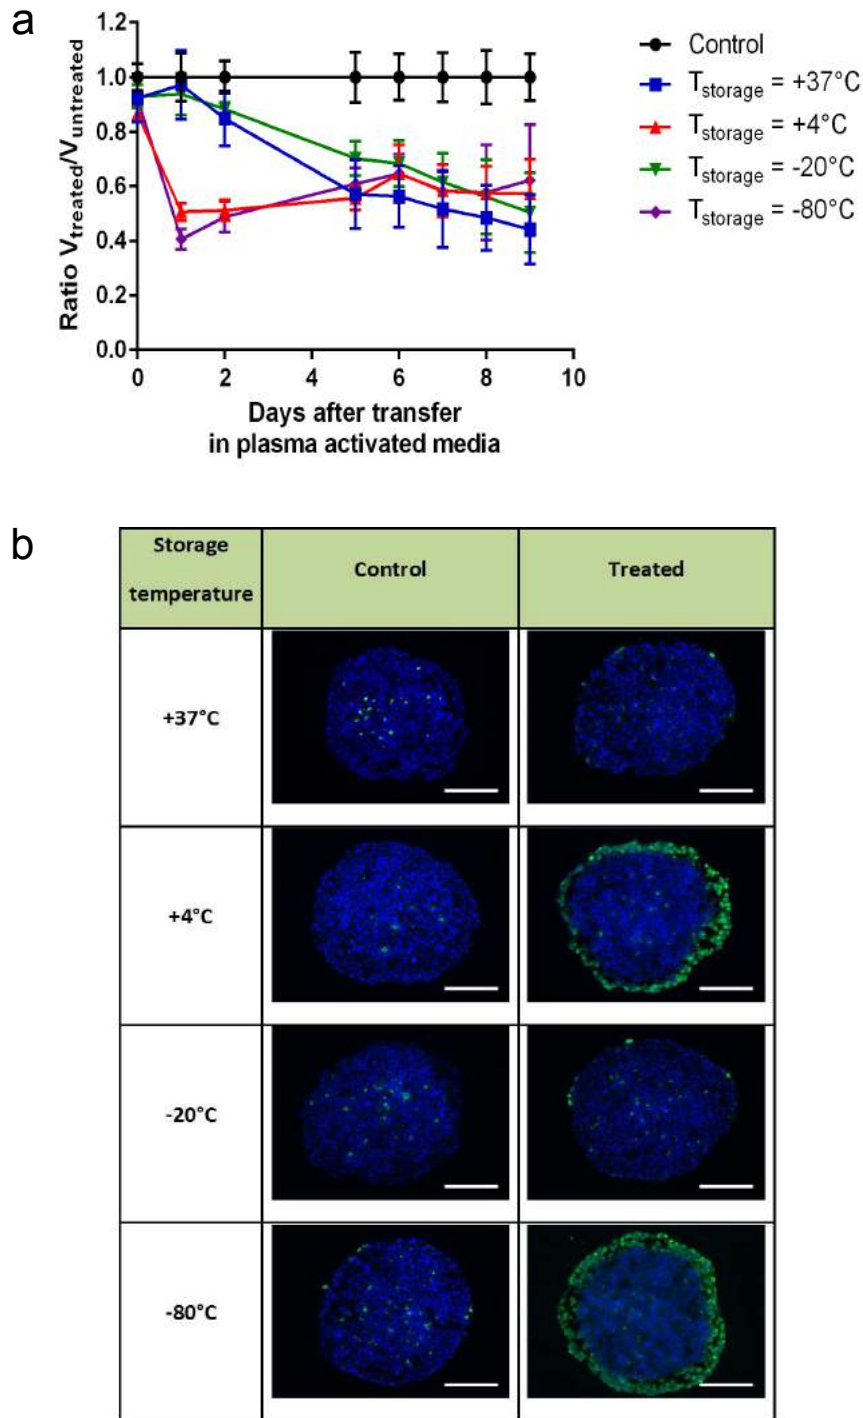 a
1.2
1.0
0.8
0.6
0.4
0.2
0.0
0 2 4 6 8 10
Ratio Vtreated/Vuntreated
Days after transfer
in plasma activated media
Control
Tstorage = +37°C
Tstorage = +4°C
Tstorage = -20°C
Tstorage = -80°C
b
Storage
temperature
Control
Treated
+37°C
+4°C
-20°C
-80°C